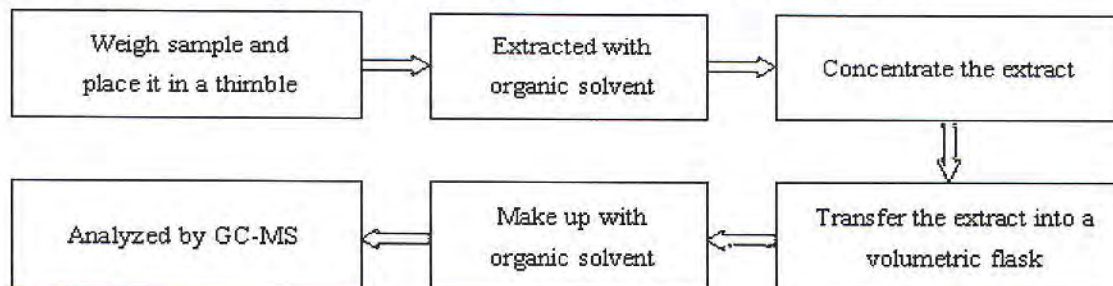 Weigh sample and
place it in a thimble
Extracted with
organic solvent
Concentrate the extract
Transfer the extract into a
volumetric flask
Make up with
organic solvent
Analyzed by GC-MS